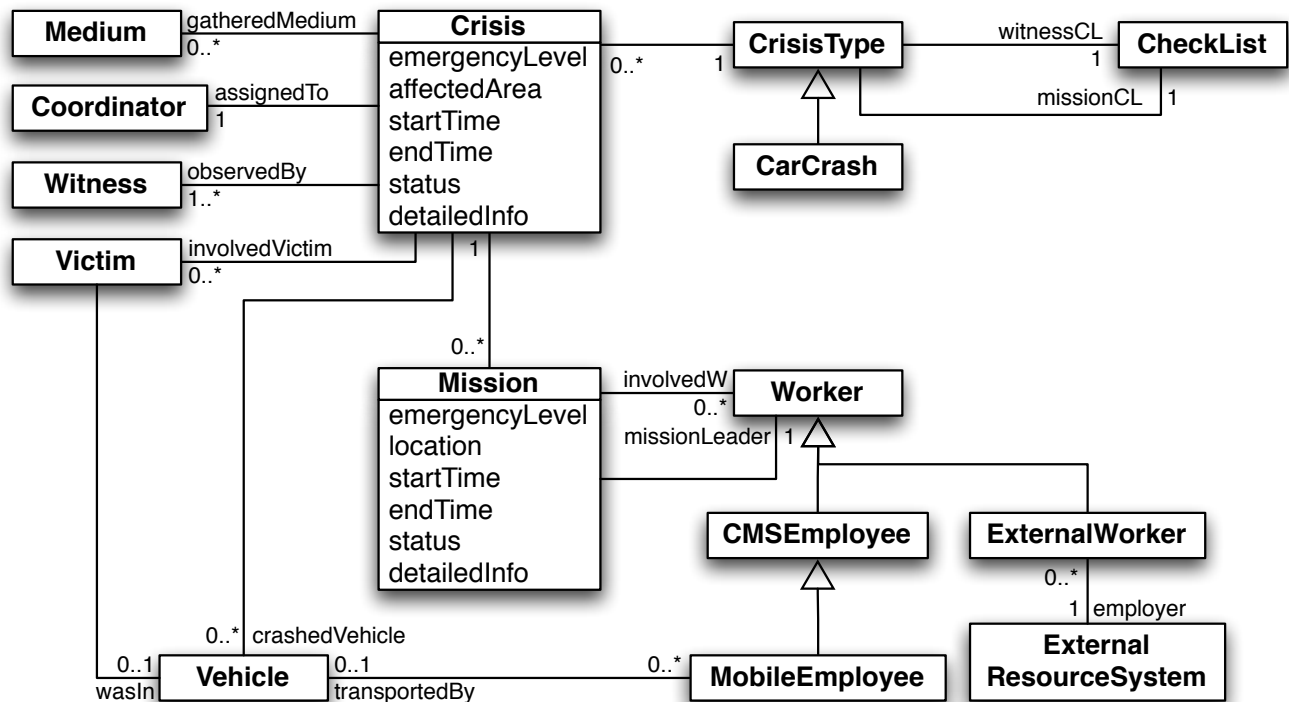 Medium
gatheredMedium
0..*
Crisis
emergencyLevel
affectedArea
startTime
endTime
status
detailedInfo
0..*
1
CrisisType
witnessCL
1
CheckList
missionCL
1
Coordinator
assignedTo
1
CarCrash
Witness
observedBy
1..*
Victim
involvedVictim
0..*
1
0..*
Mission
emergencyLevel
location
startTime
endTime
status
detailedInfo
involvedW
0..*
Worker
missionLeader
1
CMSEmployee
ExternalWorker
0..*
1
employer
External
ResourceSystem
0..*
crashedVehicle
0..1
wasIn
Vehicle
0..1
transportedBy
0..*
MobileEmployee